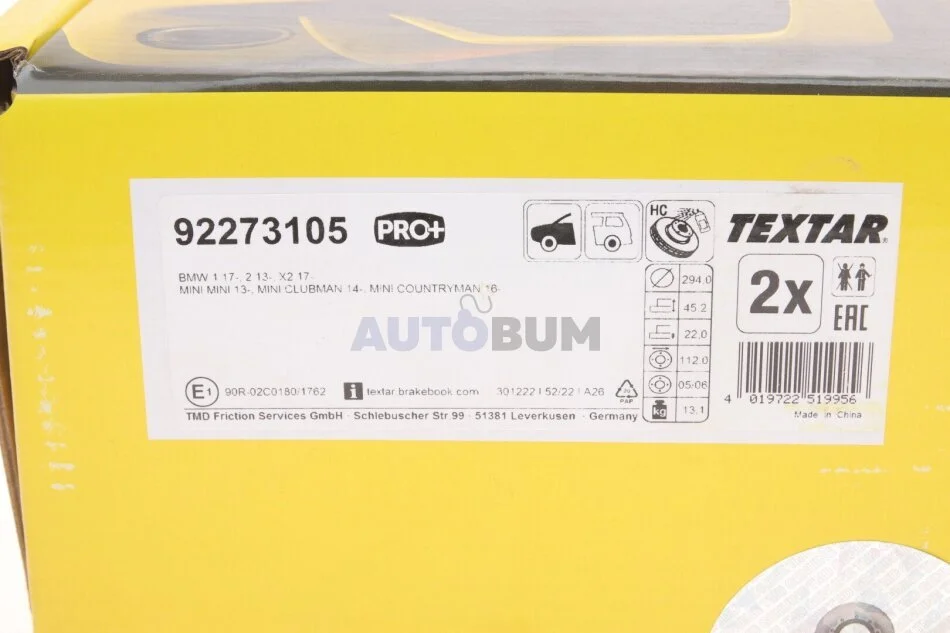 92273105 PRO+
HC
TEXTAR
BMW 1 17-, 2 13-, X2 17-
MINI MINI 13-, MINI CLUBMAN 14-, MINI COUNTRYMAN 16-
AUTOBUM
294.0
45.2
22.0
112.0
05:06
kg 13.1
2x
EAC
E1 90R-02C0180/1762
i textar brakebook.com
301222 I 52/22 I A26
PAP
TMD Friction Services GmbH · Schlebuscher Str 99 · 51381 Leverkusen · Germany
4 019722 519956
Made in China